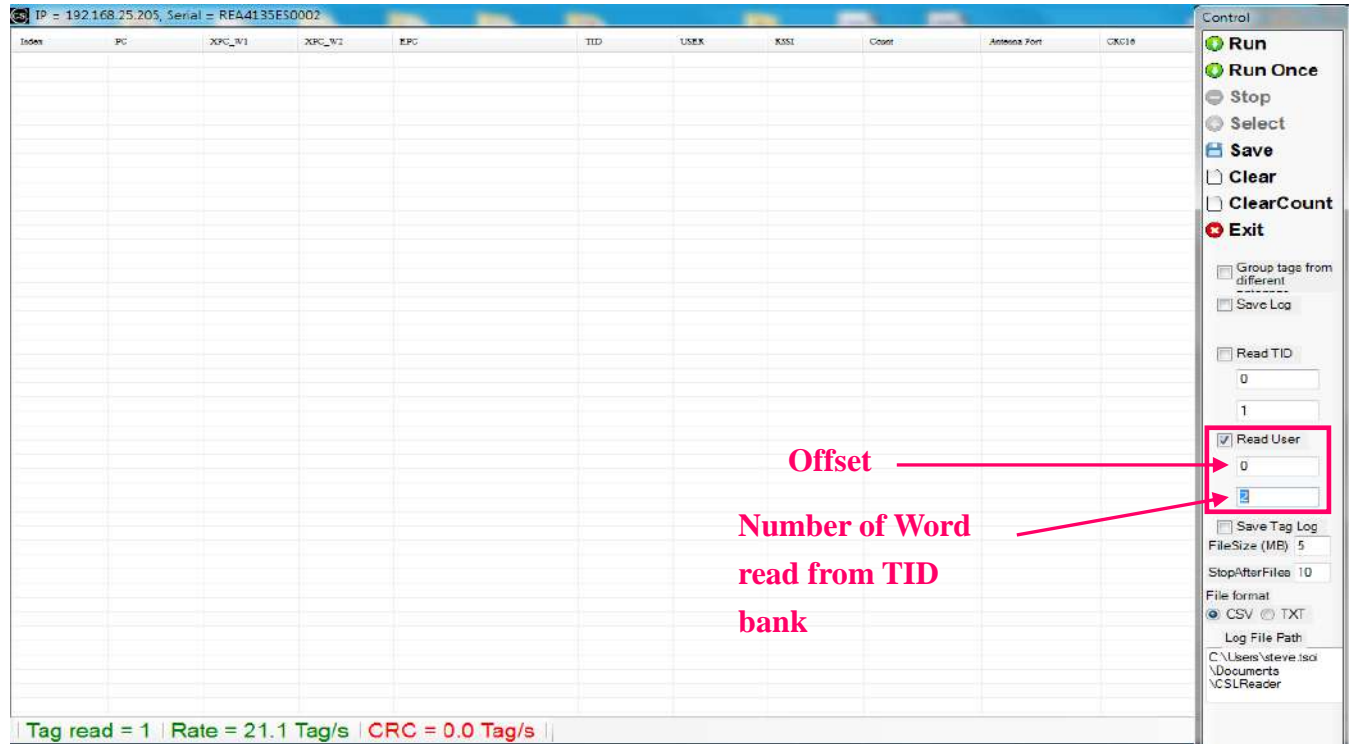 IP = 192.168.25.205, Serial = REA4135ES0002
Index PC XPC_W1 XPC_W2 EPC TID USER RSSI Count Antenna Port CRC16
Control
Run
Run Once
Stop
Select
Save
Clear
ClearCount
Exit
Group tags from
different
Save Log
Read TID
0
1
Read User
0
2
Offset
Number of Word
read from TID
bank
Save Tag Log
FileSize (MB) 5
StopAfterFiles 10
File format
CSV TXT
Log File Path
C:\Users\steve.tsoi
\Documents
\CSLReader
Tag read = 1 Rate = 21.1 Tag/s CRC = 0.0 Tag/s